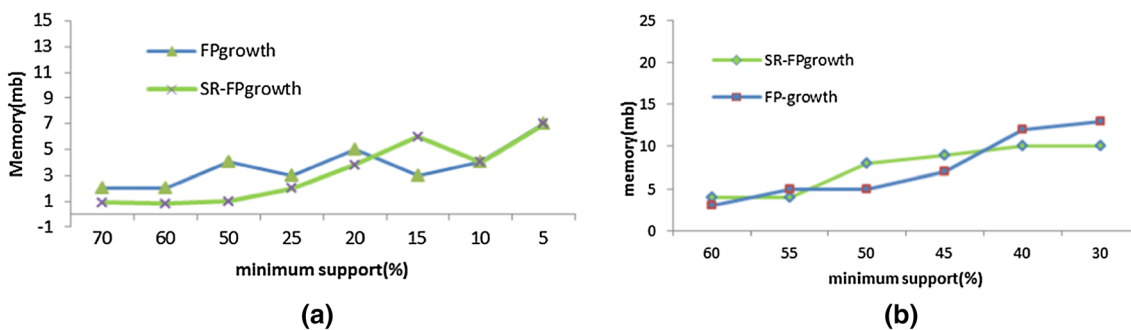 15
13
11
9
7
5
3
1
-1
Memory(mb)
FPgrowth
SR-FPgrowth
70 60 50 25 20 15 10 5
minimum support(%)
(a)
25
20
15
10
5
0
memory(mb)
SR-FPgrowth
FP-growth
60 55 50 45 40 30
minimum support(%)
(b)